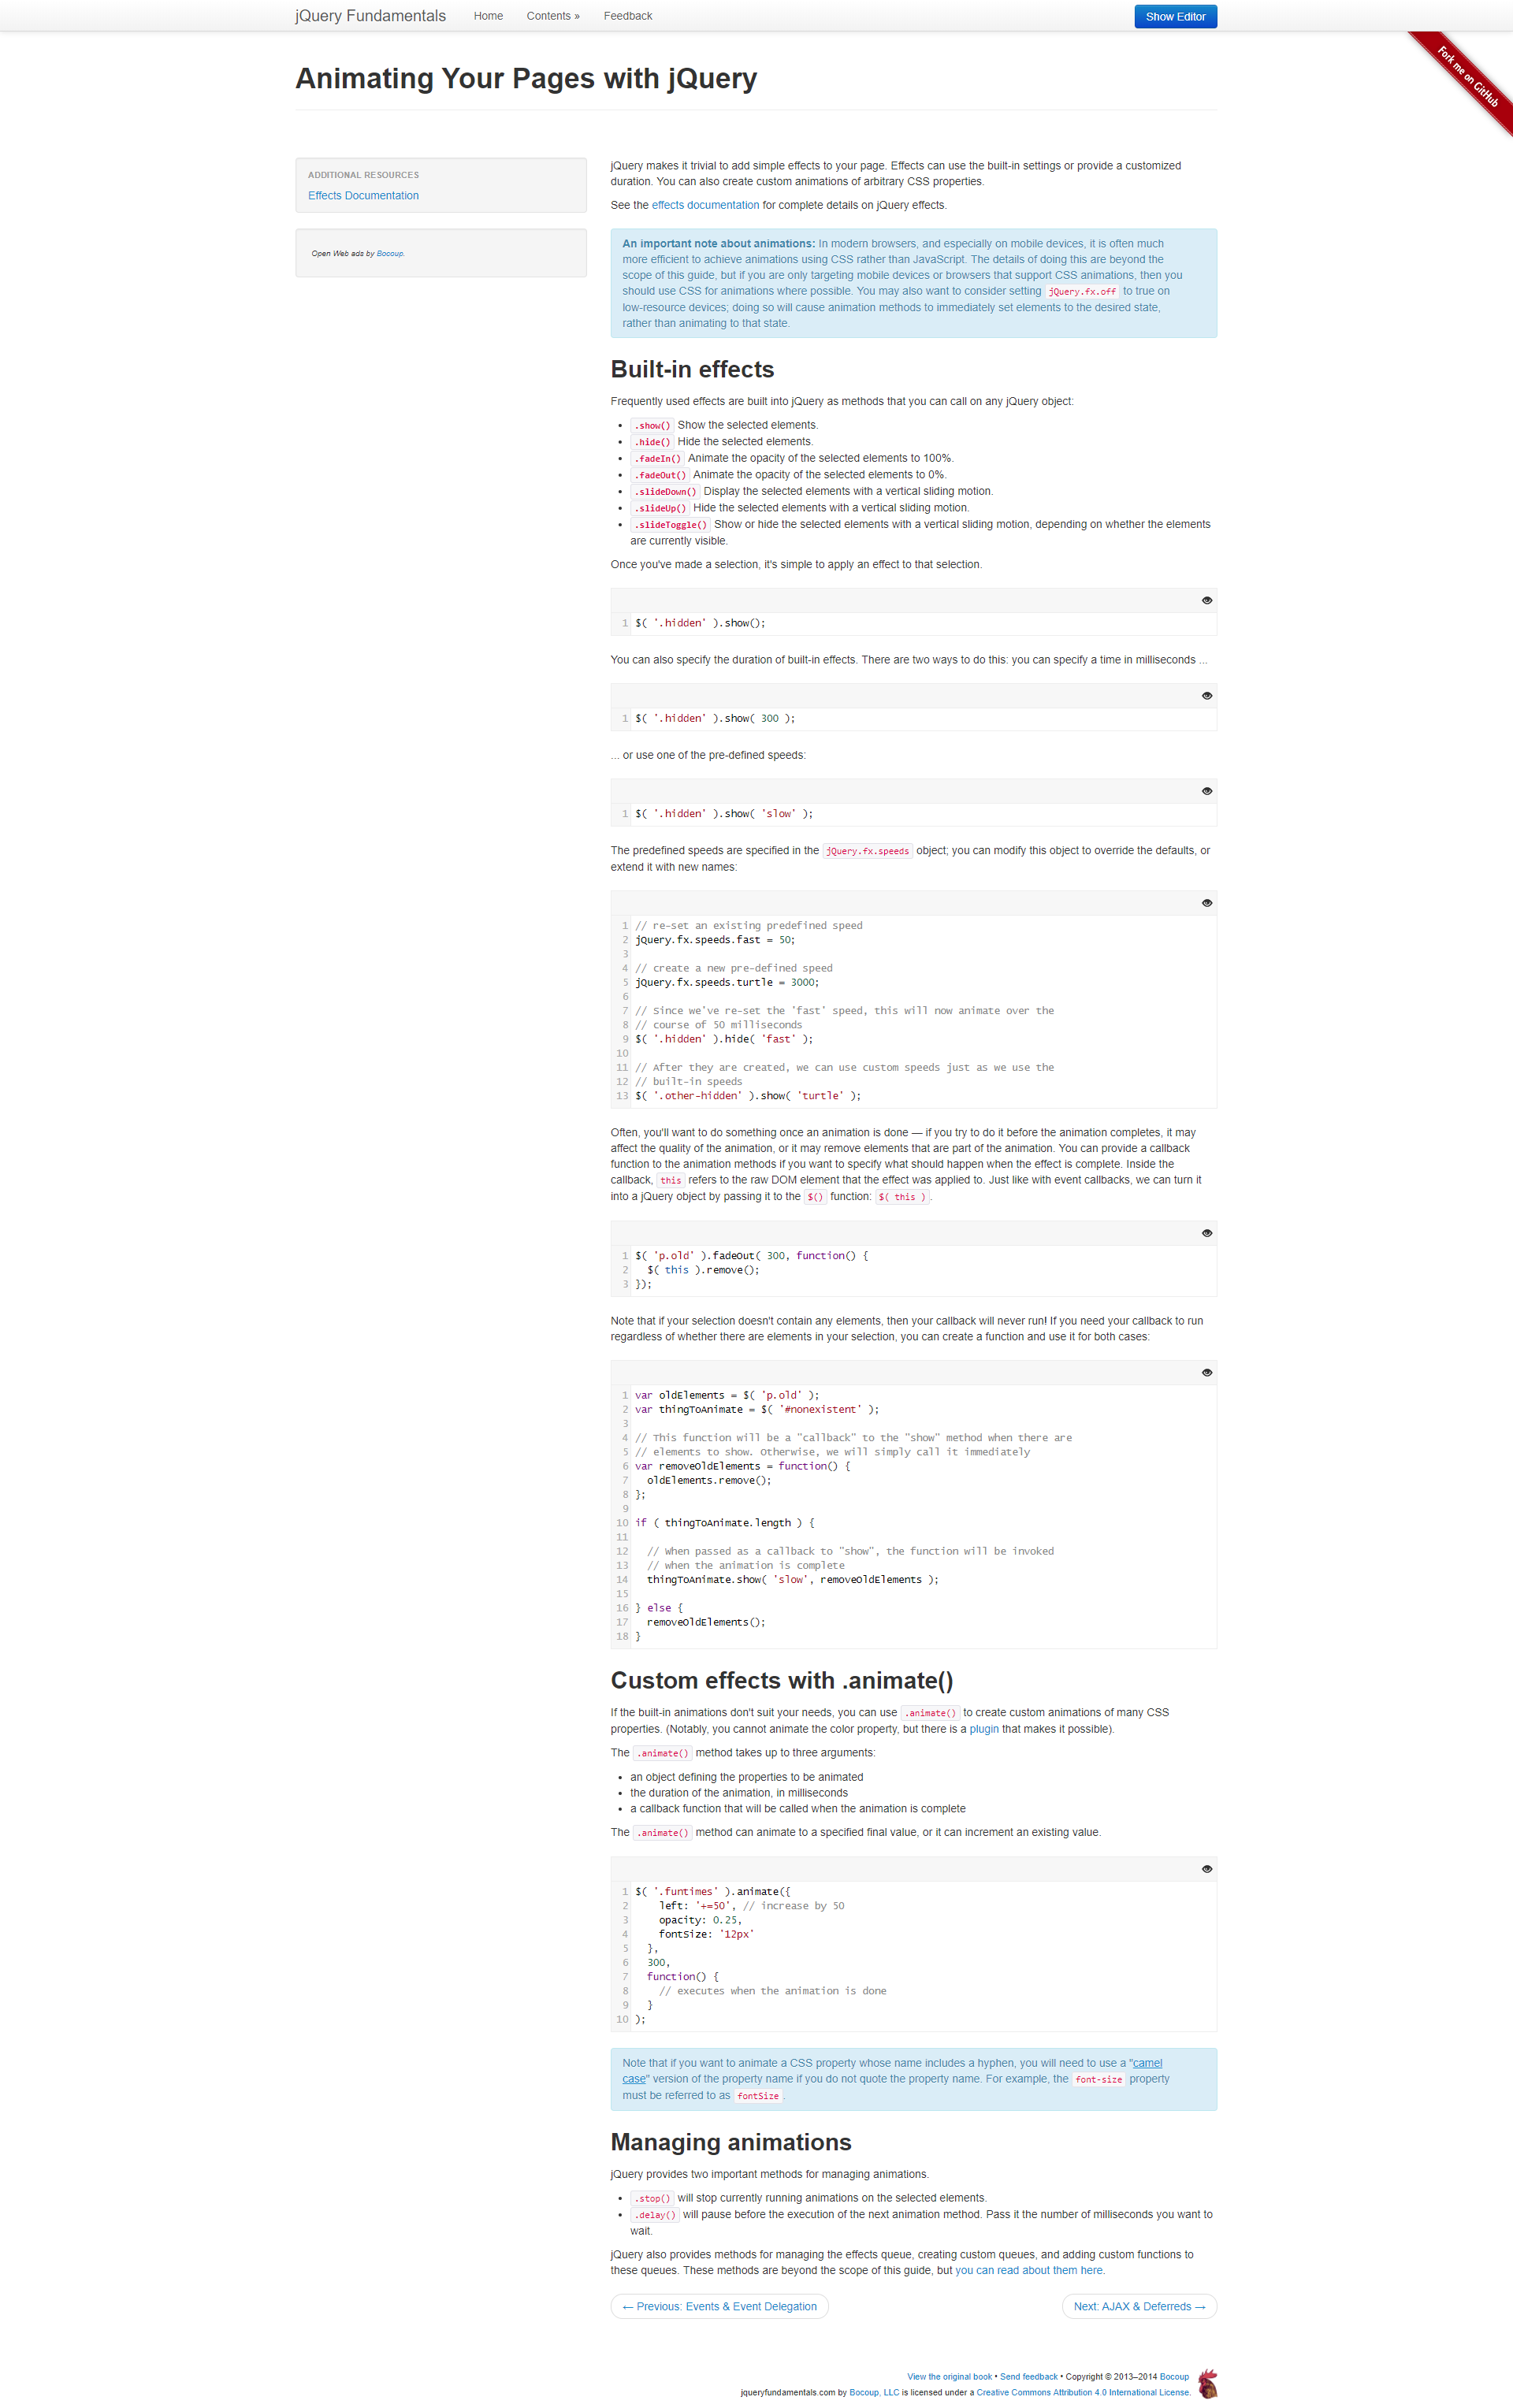 jQuery Fundamentals Home Contents » Feedback Show Editor
Fork me on GitHub
Animating Your Pages with jQuery
ADDITIONAL RESOURCES
Effects Documentation
Open Web ads by Bocoup.
jQuery makes it trivial to add simple effects to your page. Effects can use the built-in settings or provide a customized
duration. You can also create custom animations of arbitrary CSS properties.
See the effects documentation for complete details on jQuery effects.
An important note about animations: In modern browsers, and especially on mobile devices, it is often much
more efficient to achieve animations using CSS rather than JavaScript. The details of doing this are beyond the
scope of this guide, but if you are only targeting mobile devices or browsers that support CSS animations, then you
should use CSS for animations where possible. You may also want to consider setting jQuery.fx.off to true on
low-resource devices; doing so will cause animation methods to immediately set elements to the desired state,
rather than animating to that state.
Built-in effects
Frequently used effects are built into jQuery as methods that you can call on any jQuery object:
• .show() Show the selected elements.
• .hide() Hide the selected elements.
• .fadeIn() Animate the opacity of the selected elements to 100%.
• .fadeOut() Animate the opacity of the selected elements to 0%.
• .slideDown() Display the selected elements with a vertical sliding motion.
• .slideUp() Hide the selected elements with a vertical sliding motion.
• .slideToggle() Show or hide the selected elements with a vertical sliding motion, depending on whether the elements
are currently visible.
Once you've made a selection, it's simple to apply an effect to that selection.
1 $( '.hidden' ).show();
You can also specify the duration of built-in effects. There are two ways to do this: you can specify a time in milliseconds ...
1 $( '.hidden' ).show( 300 );
... or use one of the pre-defined speeds:
1 $( '.hidden' ).show( 'slow' );
The predefined speeds are specified in the jQuery.fx.speeds object; you can modify this object to override the defaults, or
extend it with new names:
1 // re-set an existing predefined speed
2 jQuery.fx.speeds.fast = 50;
3
4 // create a new pre-defined speed
5 jQuery.fx.speeds.turtle = 3000;
6
7 // Since we've re-set the 'fast' speed, this will now animate over the
8 // course of 50 milliseconds
9 $( '.hidden' ).hide( 'fast' );
10
11 // After they are created, we can use custom speeds just as we use the
12 // built-in speeds
13 $( '.other-hidden' ).show( 'turtle' );
Often, you'll want to do something once an animation is done — if you try to do it before the animation completes, it may
affect the quality of the animation, or it may remove elements that are part of the animation. You can provide a callback
function to the animation methods if you want to specify what should happen when the effect is complete. Inside the
callback, this refers to the raw DOM element that the effect was applied to. Just like with event callbacks, we can turn it
into a jQuery object by passing it to the $() function: $( this ).
1 $( 'p.old' ).fadeOut( 300, function() {
2 $( this ).remove();
3 });
Note that if your selection doesn't contain any elements, then your callback will never run! If you need your callback to run
regardless of whether there are elements in your selection, you can create a function and use it for both cases:
1 var oldElements = $( 'p.old' );
2 var thingToAnimate = $( '#nonexistent' );
3
4 // This function will be a "callback" to the "show" method when there are
5 // elements to show. Otherwise, we will simply call it immediately
6 var removeOldElements = function() {
7 oldElements.remove();
8 };
9
10 if ( thingToAnimate.length ) {
11
12 // When passed as a callback to "show", the function will be invoked
13 // when the animation is complete
14 thingToAnimate.show( 'slow', removeOldElements );
15
16 } else {
17 removeOldElements();
18 }
Custom effects with .animate()
If the built-in animations don't suit your needs, you can use .animate() to create custom animations of many CSS
properties. (Notably, you cannot animate the color property, but there is a plugin that makes it possible).
The .animate() method takes up to three arguments:
• an object defining the properties to be animated
• the duration of the animation, in milliseconds
• a callback function that will be called when the animation is complete
The .animate() method can animate to a specified final value, or it can increment an existing value.
1 $( '.funtimes' ).animate({
2 left: '+=50', // increase by 50
3 opacity: 0.25,
4 fontSize: '12px'
5 },
6 300,
7 function() {
8 // executes when the animation is done
9 }
10 );
Note that if you want to animate a CSS property whose name includes a hyphen, you will need to use a "camel
case" version of the property name if you do not quote the property name. For example, the font-size property
must be referred to as fontSize.
Managing animations
jQuery provides two important methods for managing animations.
• .stop() will stop currently running animations on the selected elements.
• .delay() will pause before the execution of the next animation method. Pass it the number of milliseconds you want to
wait.
jQuery also provides methods for managing the effects queue, creating custom queues, and adding custom functions to
these queues. These methods are beyond the scope of this guide, but you can read about them here.
← Previous: Events & Event Delegation Next: AJAX & Deferreds →
View the original book • Send feedback • Copyright © 2013–2014 Bocoup
jqueryfundamentals.com by Bocoup, LLC is licensed under a Creative Commons Attribution 4.0 International License.